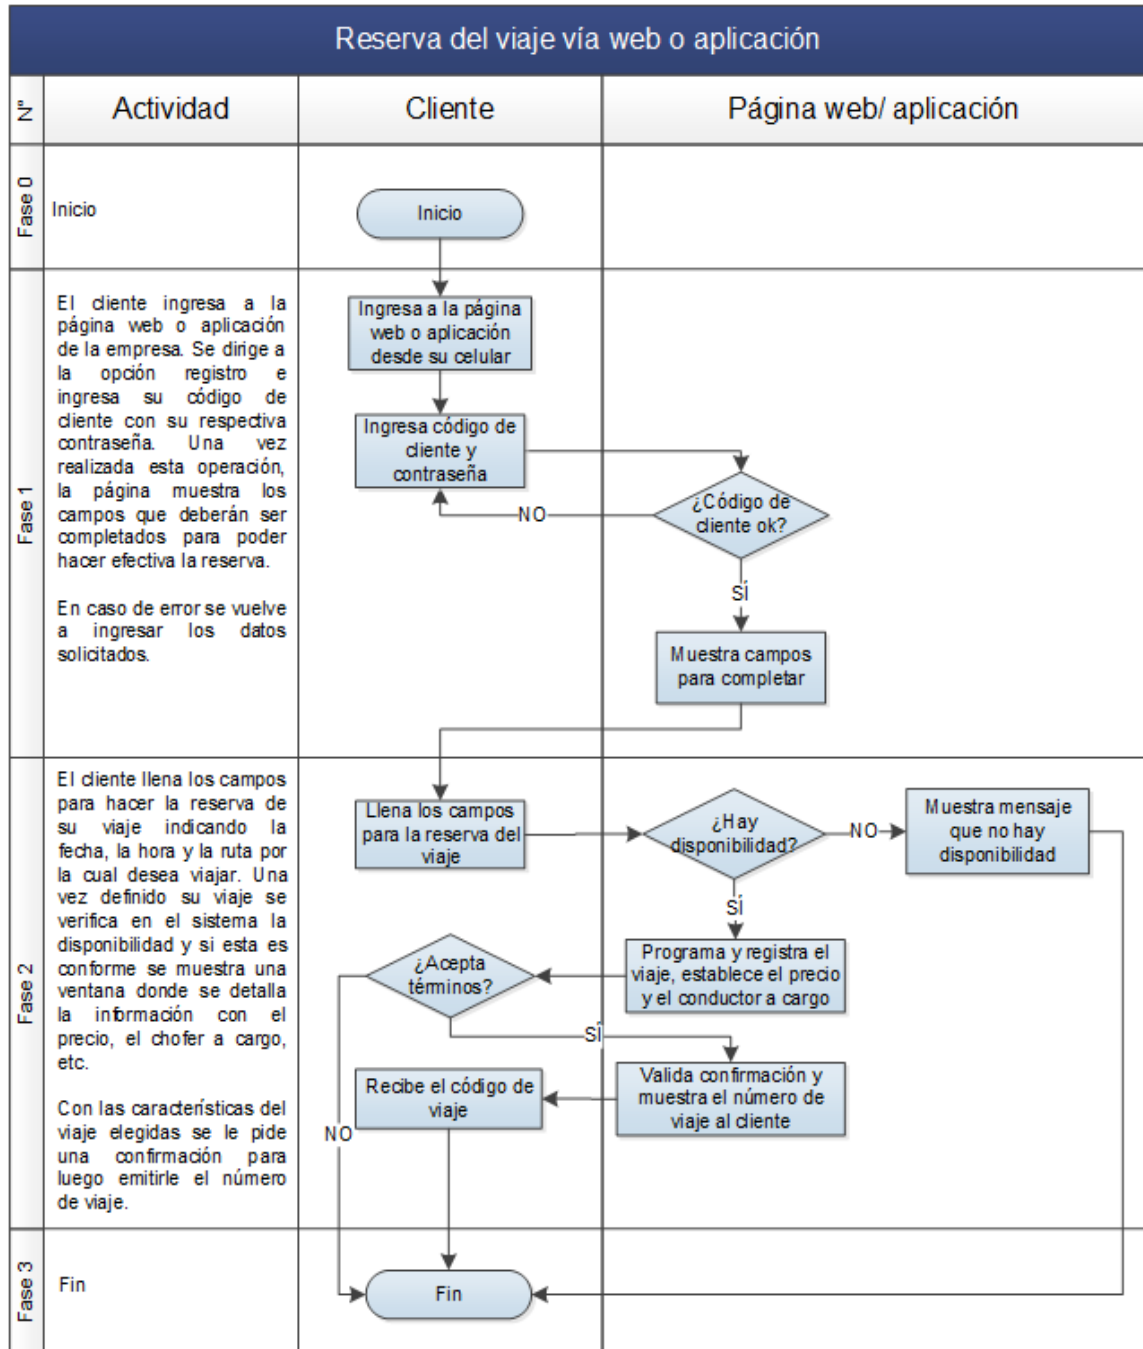 Reserva del viaje vía web o aplicación
Nº
Actividad
Cliente
Página web/ aplicación
Fase 0
Inicio
Inicio
Fase 1
El cliente ingresa a la
página web o aplicación
de la empresa. Se dirige a
la opción registro e
ingresa su código de
cliente con su respectiva
contraseña. Una vez
realizada esta operación,
la página muestra los
campos que deberán ser
completados para poder
hacer efectiva la reserva.
En caso de error se vuelve
a ingresar los datos
solicitados.
Ingresa a la página
web o aplicación
desde su celular
Ingresa código de
cliente y
contraseña
¿Código de
cliente ok?
NO
SÍ
Muestra campos
para completar
Fase 2
El cliente llena los campos
para hacer la reserva de
su viaje indicando la
fecha, la hora y la ruta por
la cual desea viajar. Una
vez definido su viaje se
verifica en el sistema la
disponibilidad y si esta es
conforme se muestra una
ventana donde se detalla
la información con el
precio, el chofer a cargo,
etc.
Con las características del
viaje elegidas se le pide
una confirmación para
luego emitirle el número
de viaje.
Llena los campos
para la reserva del
viaje
¿Hay
disponibilidad?
NO
Muestra mensaje
que no hay
disponibilidad
SÍ
Programa y registra el
viaje, establece el precio
y el conductor a cargo
¿Acepta
términos?
SÍ
Valida confirmación y
muestra el número de
viaje al cliente
Recibe el código de
viaje
NO
Fase 3
Fin
Fin